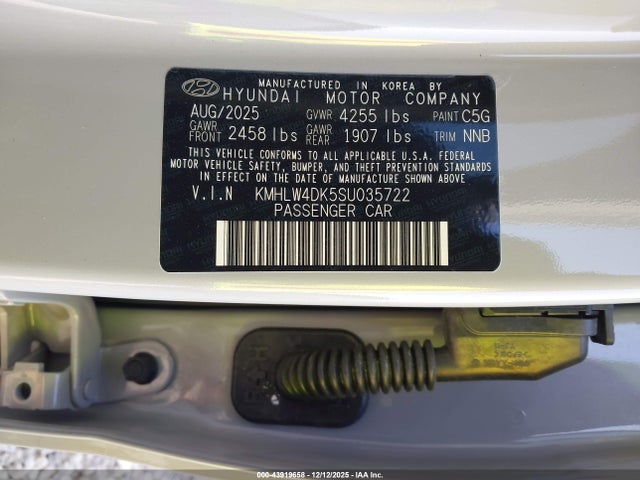 MANUFACTURED IN KOREA BY
HYUNDAI MOTOR COMPANY
AUG/2025 GVWR 4255 lbs PAINT C5G
GAWR FRONT 2458 lbs GAWR REAR 1907 lbs TRIM NNB
THIS VEHICLE CONFORMS TO ALL APPLICABLE U.S.A. FEDERAL
MOTOR VEHICLE SAFETY, BUMPER, AND THEFT PREVENTION STANDARDS
IN EFFECT ON THE DATE OF MANUFACTURE SHOWN ABOVE.
V.I.N KMHLW4DK5SU035722
PASSENGER CAR
000-43919658 - 12/12/2025 - IAA Inc.